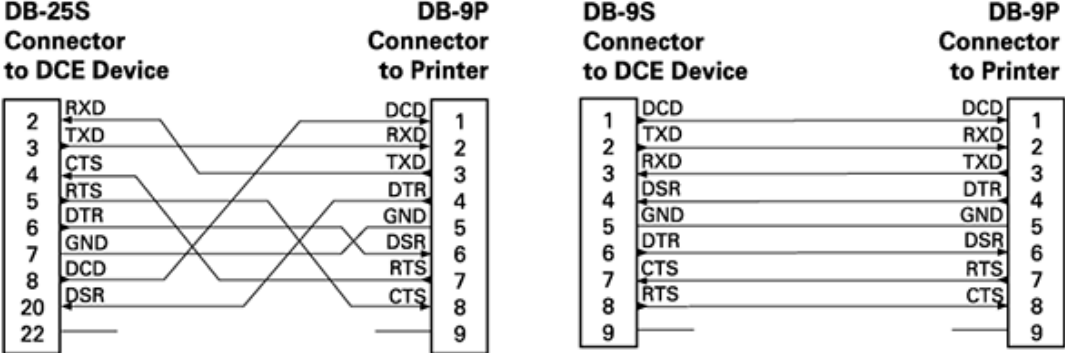 DB-25S DB-9P
Connector Connector
to DCE Device to Printer
2 RXD DCD 1
3 TXD RXD 2
4 CTS TXD 3
5 RTS DTR 4
6 DTR GND 5
7 GND DSR 6
8 DCD RTS 7
20 DSR CTS 8
22 9
DB-9S DB-9P
Connector Connector
to DCE Device to Printer
1 DCD DCD 1
2 TXD RXD 2
3 RXD TXD 3
4 DSR DTR 4
5 GND GND 5
6 DTR DSR 6
7 CTS RTS 7
8 RTS CTS 8
9 9